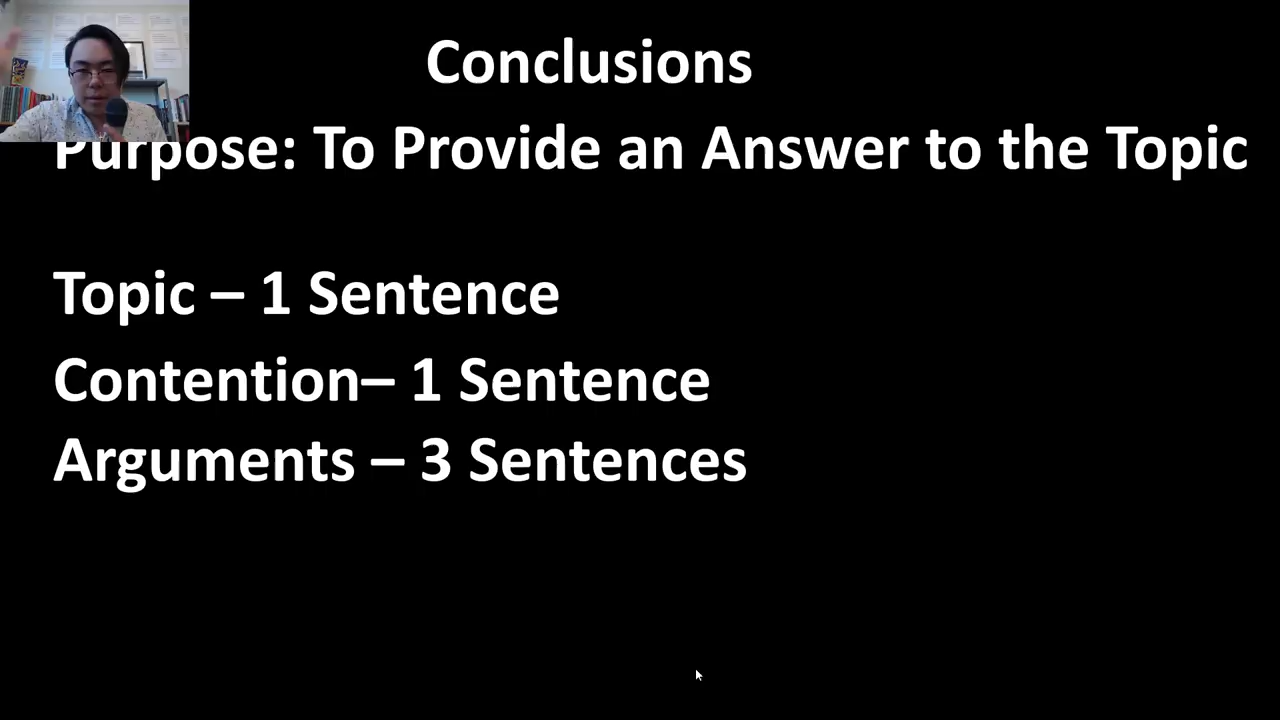 Conclusions
Purpose: To Provide an Answer to the Topic
Topic – 1 Sentence
Contention– 1 Sentence
Arguments – 3 Sentences